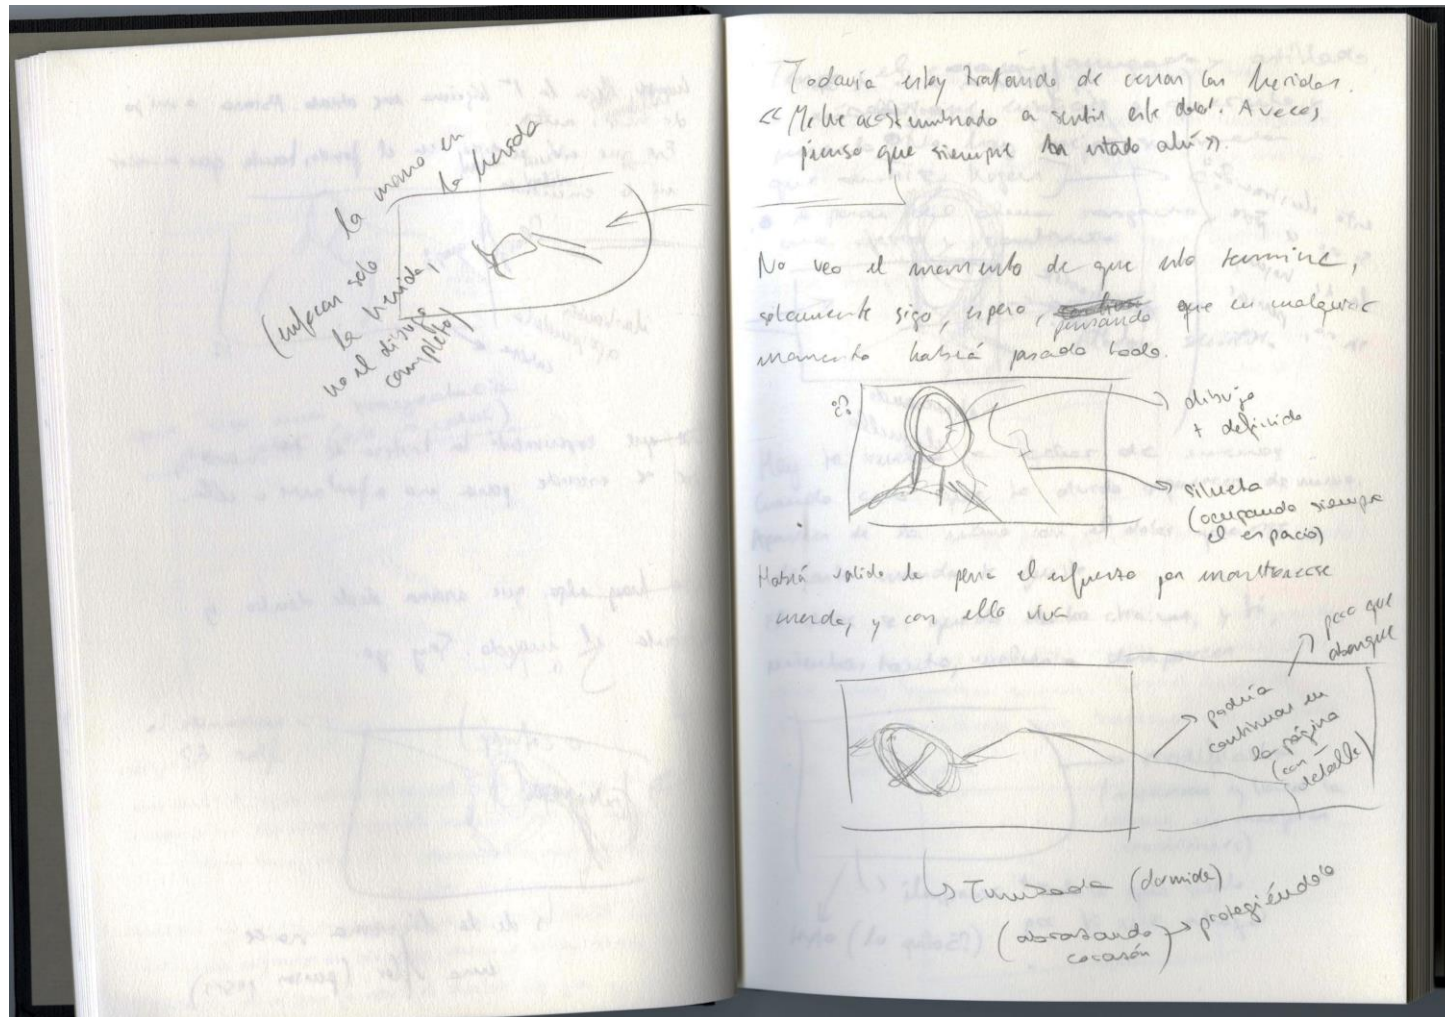 la mano en
la herida
(enfocar solo
la herida,
no el dibujo
completo)
Todavía estoy tratando de cerrar las heridas.
<<Me he acostumbrado a sentir este dolor. A veces,
pienso que siempre ha estado ahí>>.
No veo el momento de que esto termine,
solamente sigo, espero, pensando que en cualquier
momento habrá pasado todo.
¿?
dibujo
+ definido
silueta
(ocupando siempre
el espacio)
Habrá valido la pena el esfuerzo por mantenerse
cuerda, y con ello viva
para que
abarque
podría
continuar en
la página
(con
detalle)
Tumbada (dormida)
(abrazando
corazón)
protegiéndolo